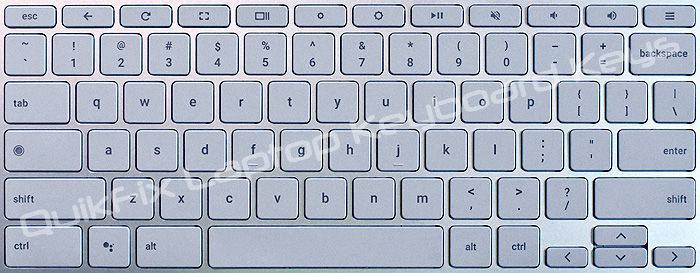 esc
~ ! @ # $ % ^ & * ( ) _ +
` 1 2 3 4 5 6 7 8 9 0 - = backspace
tab q w e r t y u i o p { [ } ] | \
a s d f g h j k l : ; " ' enter
shift z x c v b n m < , > . ? / shift
ctrl alt alt ctrl
QuikFix Laptop Keyboard Keys